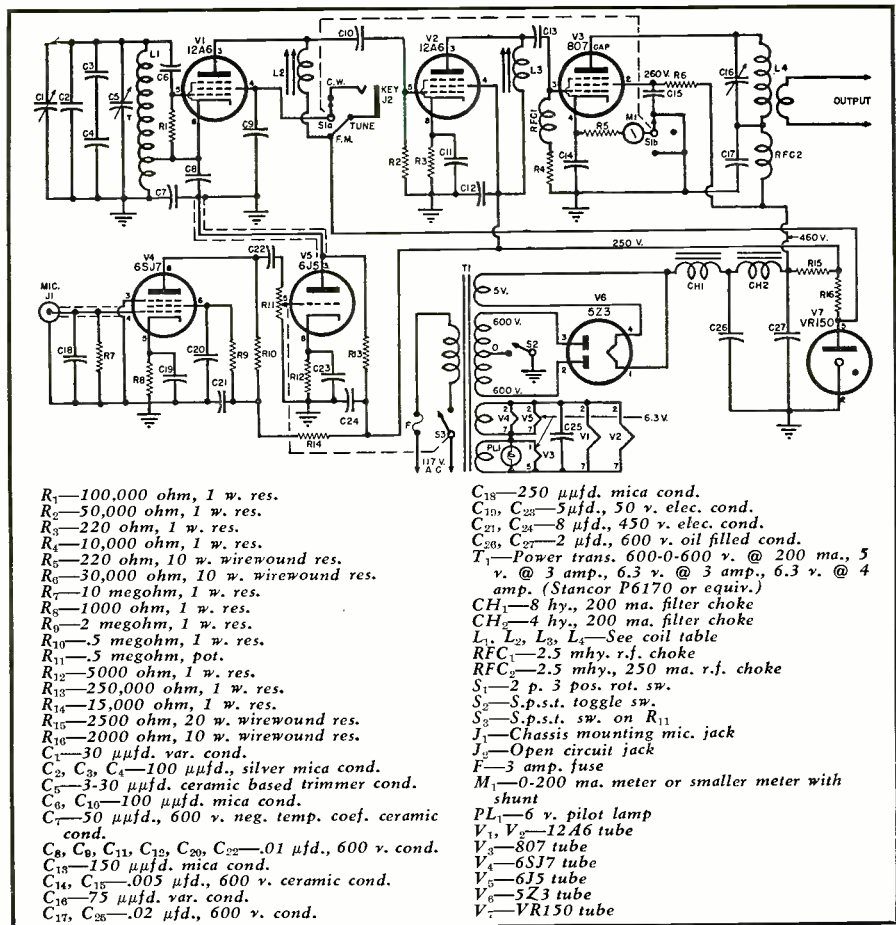 V1
12A6
V2
12A6
V3
807
CAP
C10
C13
L1
C6
C3
C1
C2
C5
T
C4
R1
C7
C8
C9
L2
C.W.
KEY
J2
S1a
TUNE
F.M.
R2
R3
C11
C12
L3
RFC1
R4
C14
R5
M1
260 V.
R6
C15
S1b
C16
C17
L4
RFC2
OUTPUT
3
5
4
8
460 V.
250 V.
V4
6SJ7
V5
6J5
MIC.
J1
C22
R11
C18
R7
R8
C19
C20
C21
R9
R10
R12
C23
C24
R13
R14
T1
5V.
600 V.
0
600 V.
S2
V6
5Z3
F
S3
117 V.
A C
V4
V5
PL1
V3
C25
V1
V2
6.3 V.
CH1
CH2
C26
C27
R15
R16
V7
VR150
R1—100,000 ohm, 1 w. res.
R2—50,000 ohm, 1 w. res.
R3—220 ohm, 1 w. res.
R4—10,000 ohm, 1 w. res.
R5—220 ohm, 10 w. wirewound res.
R6—30,000 ohm, 10 w. wirewound res.
R7—10 megohm, 1 w. res.
R8—1000 ohm, 1 w. res.
R9—2 megohm, 1 w. res.
R10—.5 megohm, 1 w. res.
R11—.5 megohm, pot.
R12—5000 ohm, 1 w. res.
R13—250,000 ohm, 1 w. res.
R14—15,000 ohm, 1 w. res.
R15—2500 ohm, 20 w. wirewound res.
R16—2000 ohm, 10 w. wirewound res.
C1—30 μμfd. var. cond.
C2, C3, C4—100 μμfd., silver mica cond.
C5—3-30 μμfd. ceramic based trimmer cond.
C6, C10—100 μμfd. mica cond.
C7—50 μμfd., 600 v. neg. temp. coef. ceramic
cond.
C8, C9, C11, C12, C20, C22—.01 μfd., 600 v. cond.
C13—150 μμfd. mica cond.
C14, C15—.005 μfd., 600 v. ceramic cond.
C16—75 μμfd. var. cond.
C17, C25—.02 μfd., 600 v. cond.
C18—250 μμfd. mica cond.
C19, C23—5μfd., 50 v. elec. cond.
C21, C24—8 μfd., 450 v. elec. cond.
C26, C27—2 μfd., 600 v. oil filled cond.
T1—Power trans. 600-0-600 v. @ 200 ma., 5
v. @ 3 amp., 6.3 v. @ 3 amp., 6.3 v. @ 4
amp. (Stancor P6170 or equiv.)
CH1—8 hy., 200 ma. filter choke
CH2—4 hy., 200 ma. filter choke
L1, L2, L3, L4—See coil table
RFC1—2.5 mhy. r.f. choke
RFC2—2.5 mhy., 250 ma. r.f. choke
S1—2 p. 3 pos. rot. sw.
S2—S.p.s.t. toggle sw.
S3—S.p.s.t. sw. on R11
J1—Chassis mounting mic. jack
J2—Open circuit jack
F—3 amp. fuse
M1—0-200 ma. meter or smaller meter with
shunt
PL1—6 v. pilot lamp
V1, V2—12A6 tube
V3—807 tube
V4—6SJ7 tube
V5—6J5 tube
V6—5Z3 tube
V7—VR150 tube